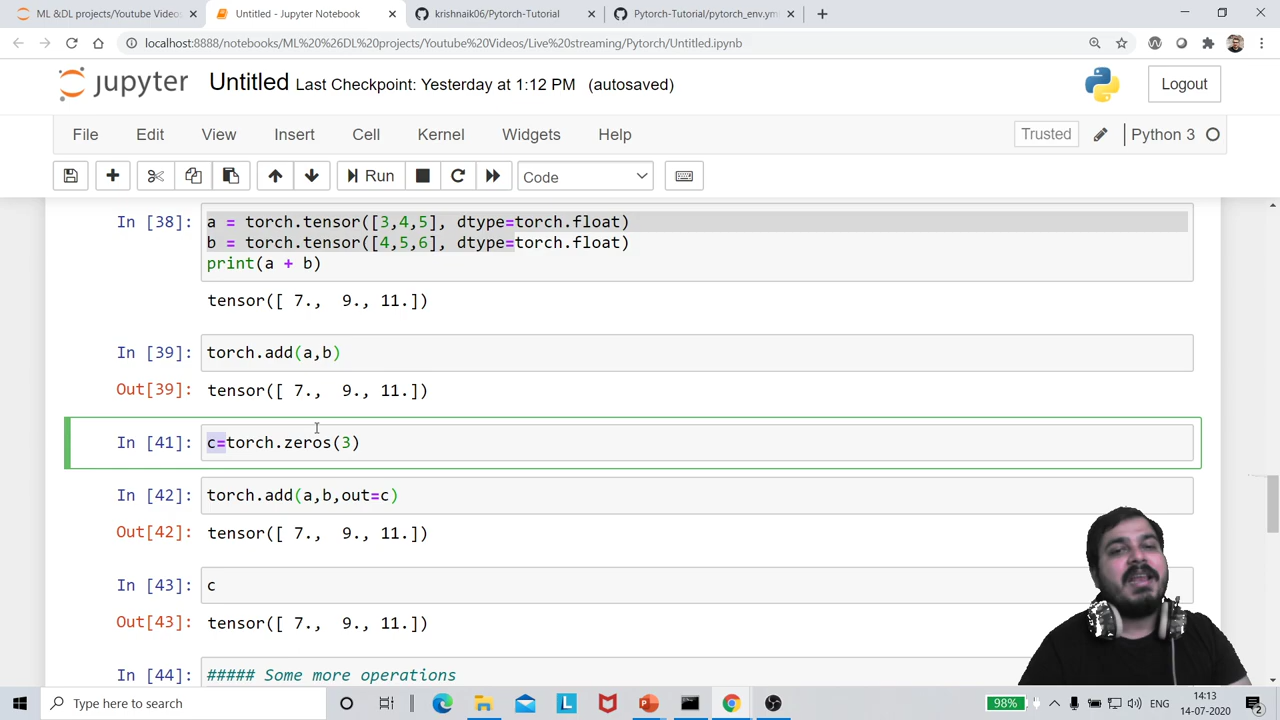 ML &DL projects/Youtube Videos
Untitled - Jupyter Notebook
krishnaik06/Pytorch-Tutorial
Pytorch-Tutorial/pytorch_env.ym
localhost:8888/notebooks/ML%20%26DL%20projects/Youtube%20Videos/Live%20streaming/Pytorch/Untitled.ipynb
jupyter Untitled Last Checkpoint: Yesterday at 1:12 PM (autosaved)
Logout
File Edit View Insert Cell Kernel Widgets Help
Trusted Python 3
Run Code
In [38]: a = torch.tensor([3,4,5], dtype=torch.float)
b = torch.tensor([4,5,6], dtype=torch.float)
print(a + b)
tensor([ 7.,  9., 11.])
In [39]: torch.add(a,b)
Out[39]: tensor([ 7.,  9., 11.])
In [41]: c=torch.zeros(3)
In [42]: torch.add(a,b,out=c)
Out[42]: tensor([ 7.,  9., 11.])
In [43]: c
Out[43]: tensor([ 7.,  9., 11.])
In [44]: ##### Some more operations
Type here to search
98%
ENG
14:13
14-07-2020
2